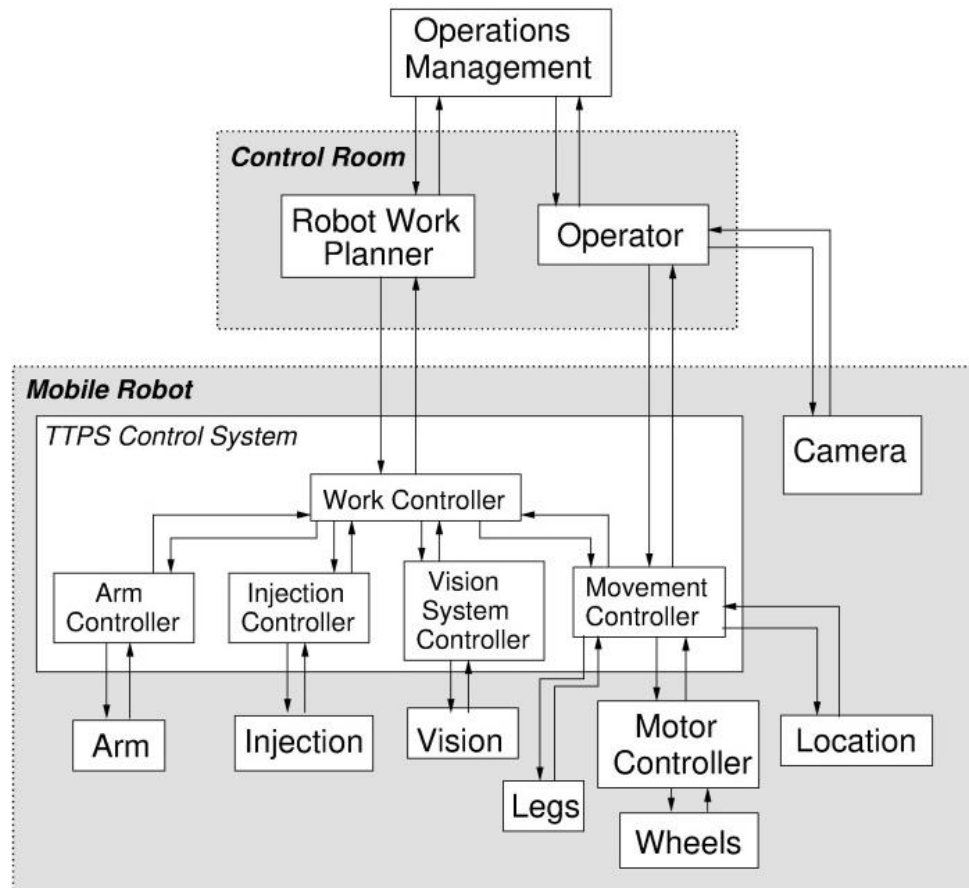 Operations
Management
Control Room
Robot Work
Planner
Operator
Mobile Robot
TTPS Control System
Camera
Work Controller
Arm
Controller
Injection
Controller
Vision
System
Controller
Movement
Controller
Arm
Injection
Vision
Legs
Motor
Controller
Location
Wheels